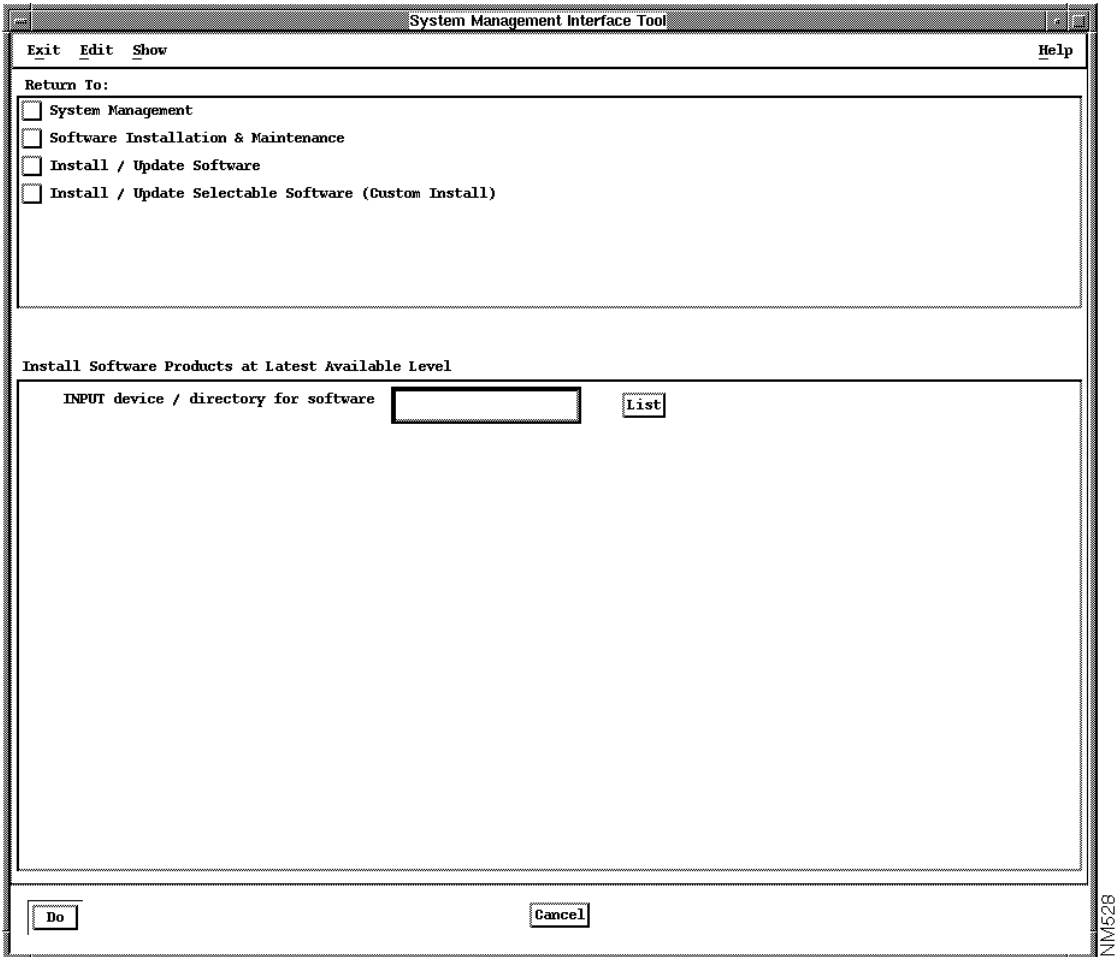 System Management Interface Tool
Exit Edit Show Help
Return To:
System Management
Software Installation & Maintenance
Install / Update Software
Install / Update Selectable Software (Custom Install)
Install Software Products at Latest Available Level
INPUT device / directory for software List
Do Cancel
NM528